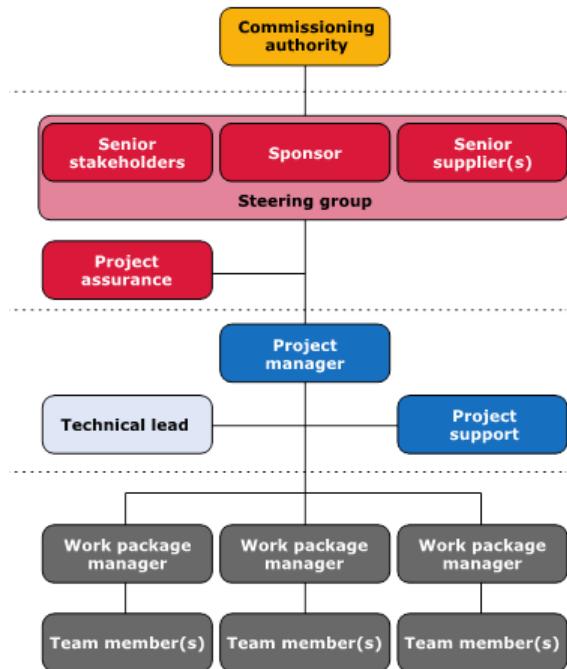 Commissioning
authority
Senior
stakeholders
Sponsor
Senior
supplier(s)
Steering group
Project
assurance
Project
manager
Technical lead
Project
support
Work package
manager
Work package
manager
Work package
manager
Team member(s)
Team member(s)
Team member(s)